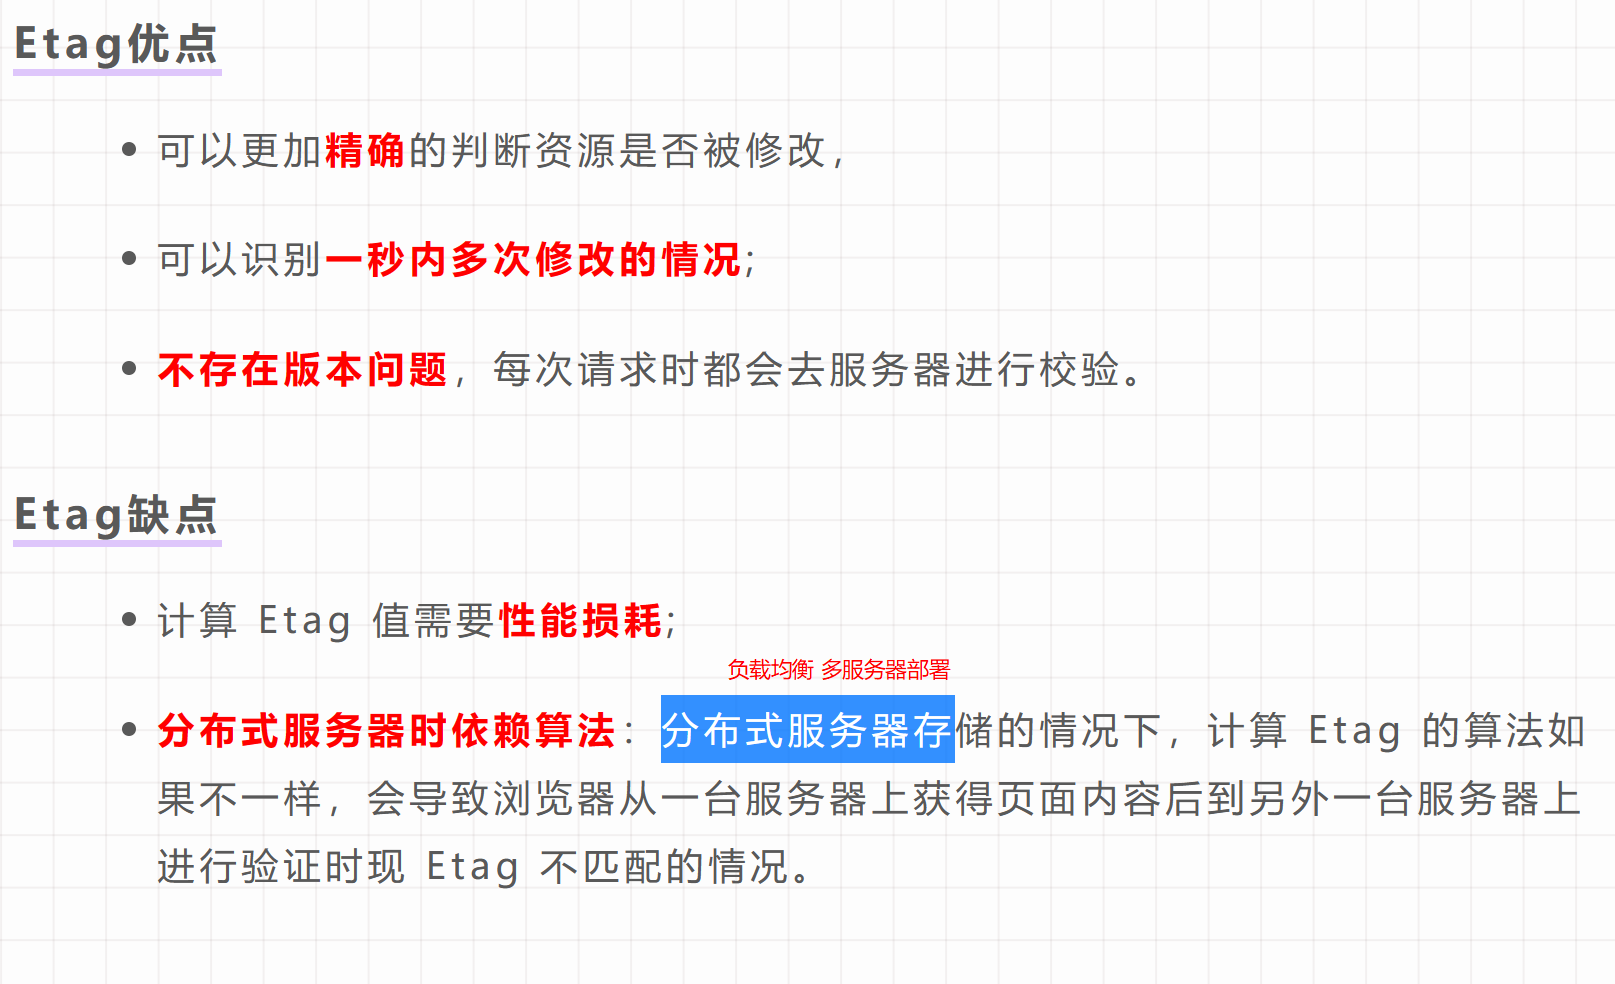 Etag优点
可以更加精确的判断资源是否被修改,
可以识别一秒内多次修改的情况;
不存在版本问题，每次请求时都会去服务器进行校验。
Etag缺点
计算 Etag 值需要性能损耗;
负载均衡 多服务器部署
分布式服务器时依赖算法：分布式服务器存储的情况下，计算 Etag 的算法如
果不一样，会导致浏览器从一台服务器上获得页面内容后到另外一台服务器上
进行验证时现 Etag 不匹配的情况。